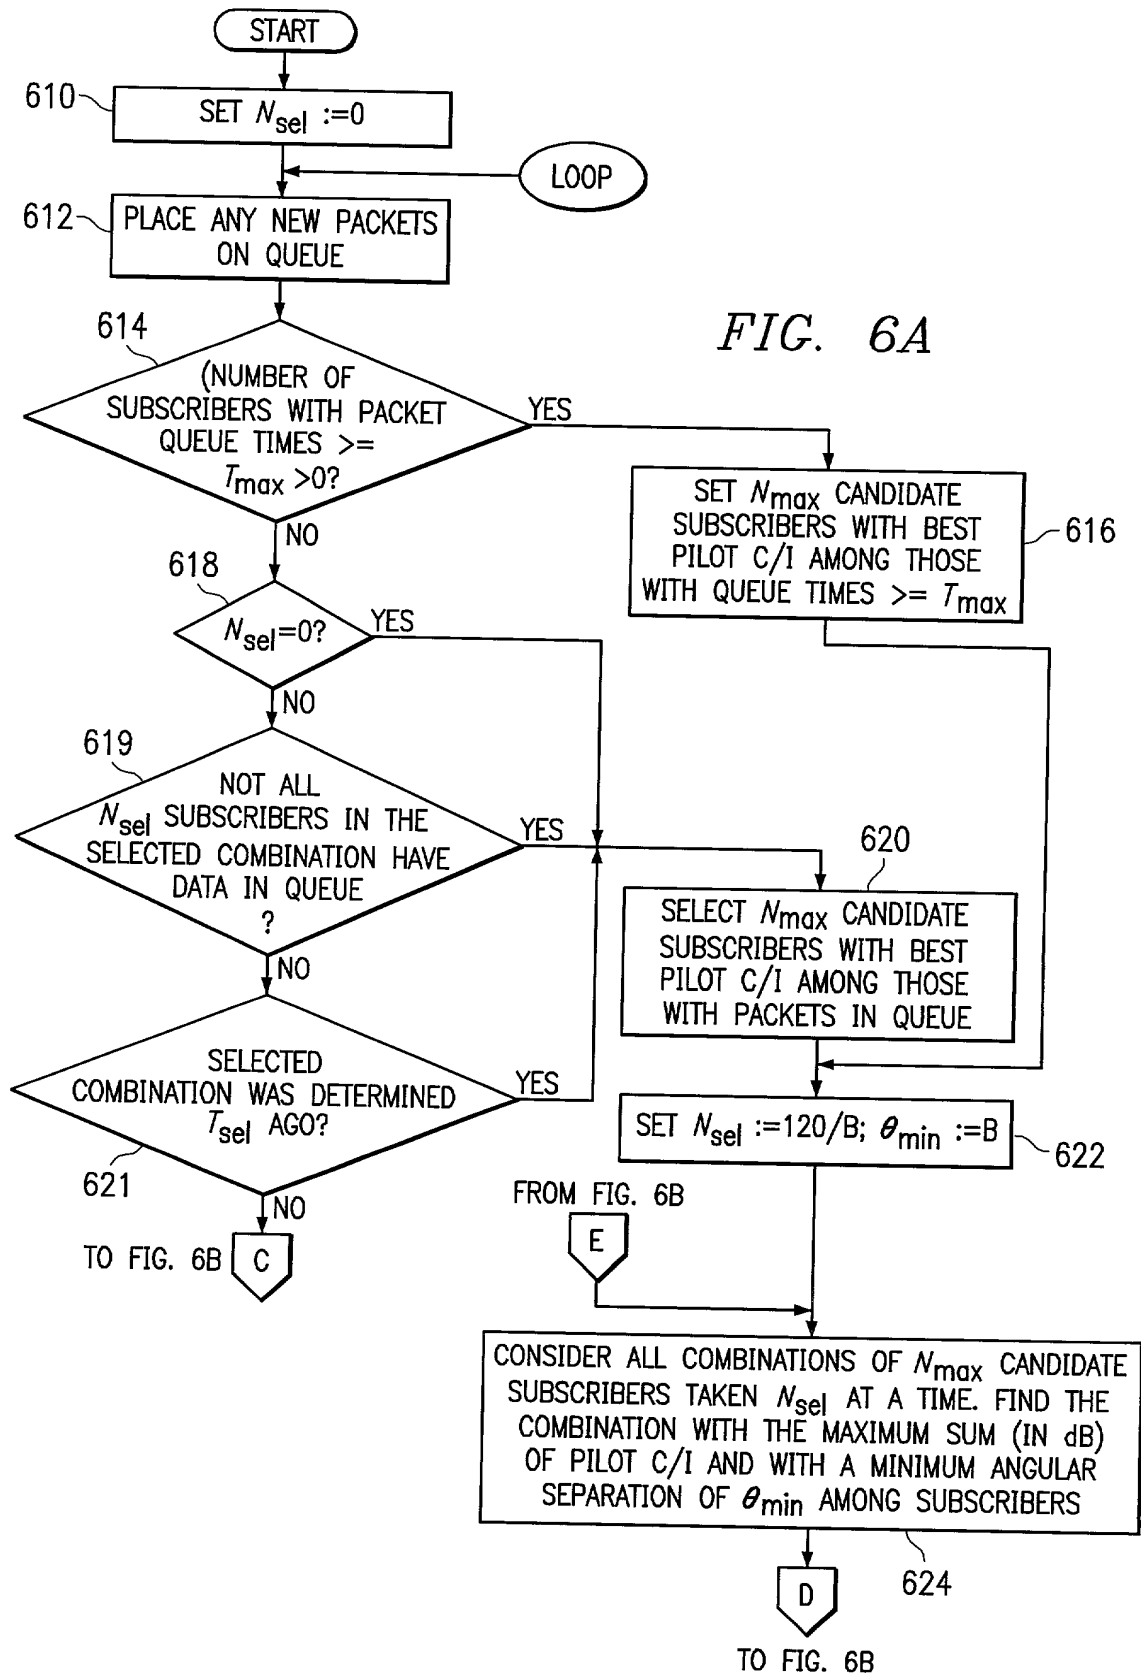 START
610
SET Nsel :=0
LOOP
612
PLACE ANY NEW PACKETS
ON QUEUE
FIG. 6A
614
(NUMBER OF
SUBSCRIBERS WITH PACKET
QUEUE TIMES >=
Tmax >0?
YES
NO
SET Nmax CANDIDATE
SUBSCRIBERS WITH BEST
PILOT C/I AMONG THOSE
WITH QUEUE TIMES >= Tmax
616
618
Nsel=0?
YES
NO
619
NOT ALL
Nsel SUBSCRIBERS IN THE
SELECTED COMBINATION HAVE
DATA IN QUEUE
?
YES
NO
620
SELECT Nmax CANDIDATE
SUBSCRIBERS WITH BEST
PILOT C/I AMONG THOSE
WITH PACKETS IN QUEUE
SELECTED
COMBINATION WAS DETERMINED
Tsel AGO?
YES
621
NO
TO FIG. 6B
C
SET Nsel :=120/B; θmin :=B
622
FROM FIG. 6B
E
CONSIDER ALL COMBINATIONS OF Nmax CANDIDATE
SUBSCRIBERS TAKEN Nsel AT A TIME. FIND THE
COMBINATION WITH THE MAXIMUM SUM (IN dB)
OF PILOT C/I AND WITH A MINIMUM ANGULAR
SEPARATION OF θmin AMONG SUBSCRIBERS
624
D
TO FIG. 6B